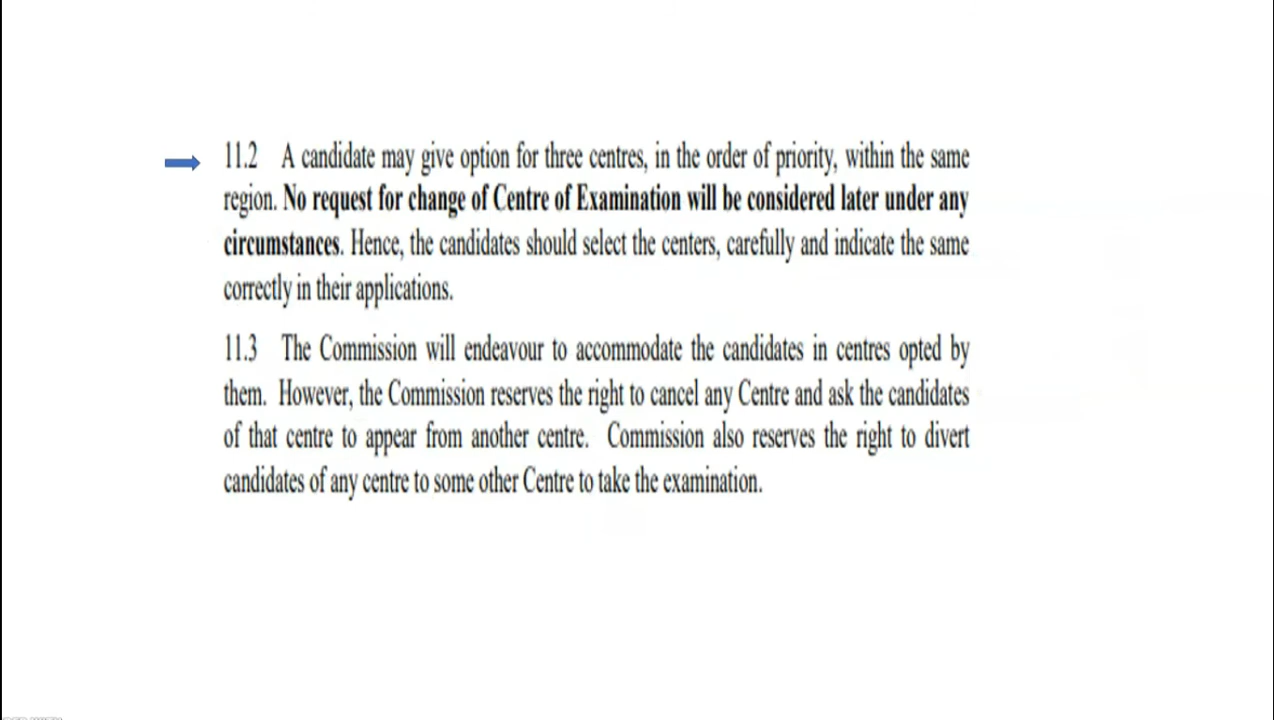 11.2 A candidate may give option for three centres, in the order of priority, within the same
region. No request for change of Centre of Examination will be considered later under any
circumstances. Hence, the candidates should select the centers, carefully and indicate the same
correctly in their applications.
11.3 The Commission will endeavour to accommodate the candidates in centres opted by
them. However, the Commission reserves the right to cancel any Centre and ask the candidates
of that centre to appear from another centre. Commission also reserves the right to divert
candidates of any centre to some other Centre to take the examination.